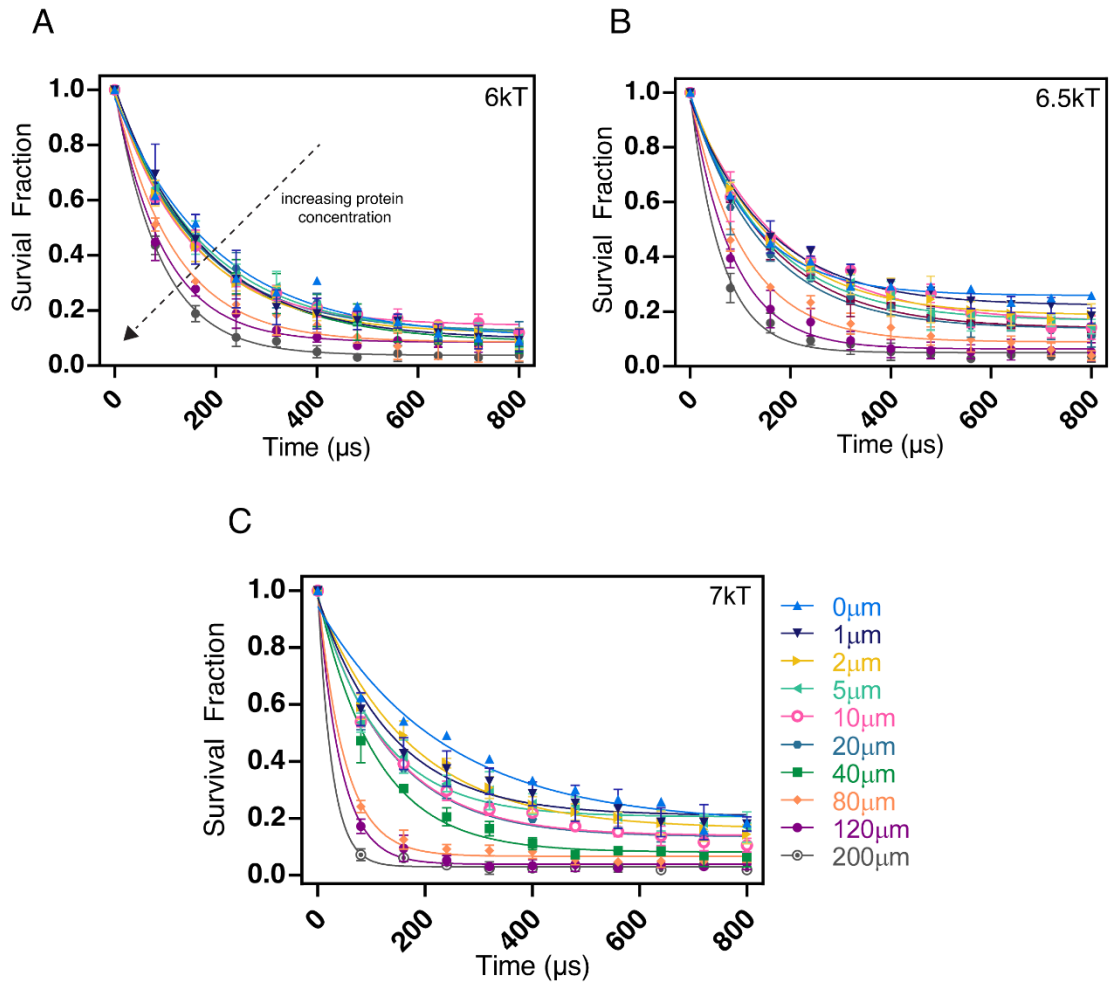 A
6kT
Survival Fraction
1.0
0.8
0.6
0.4
0.2
0.0
increasing protein
concentration
0
200
400
600
800
Time (μs)
B
6.5kT
Survival Fraction
1.0
0.8
0.6
0.4
0.2
0.0
0
200
400
600
800
Time (μs)
C
7kT
Survival Fraction
1.0
0.8
0.6
0.4
0.2
0.0
0
200
400
600
800
Time (μs)
0μm
1μm
2μm
5μm
10μm
20μm
40μm
80μm
120μm
200μm